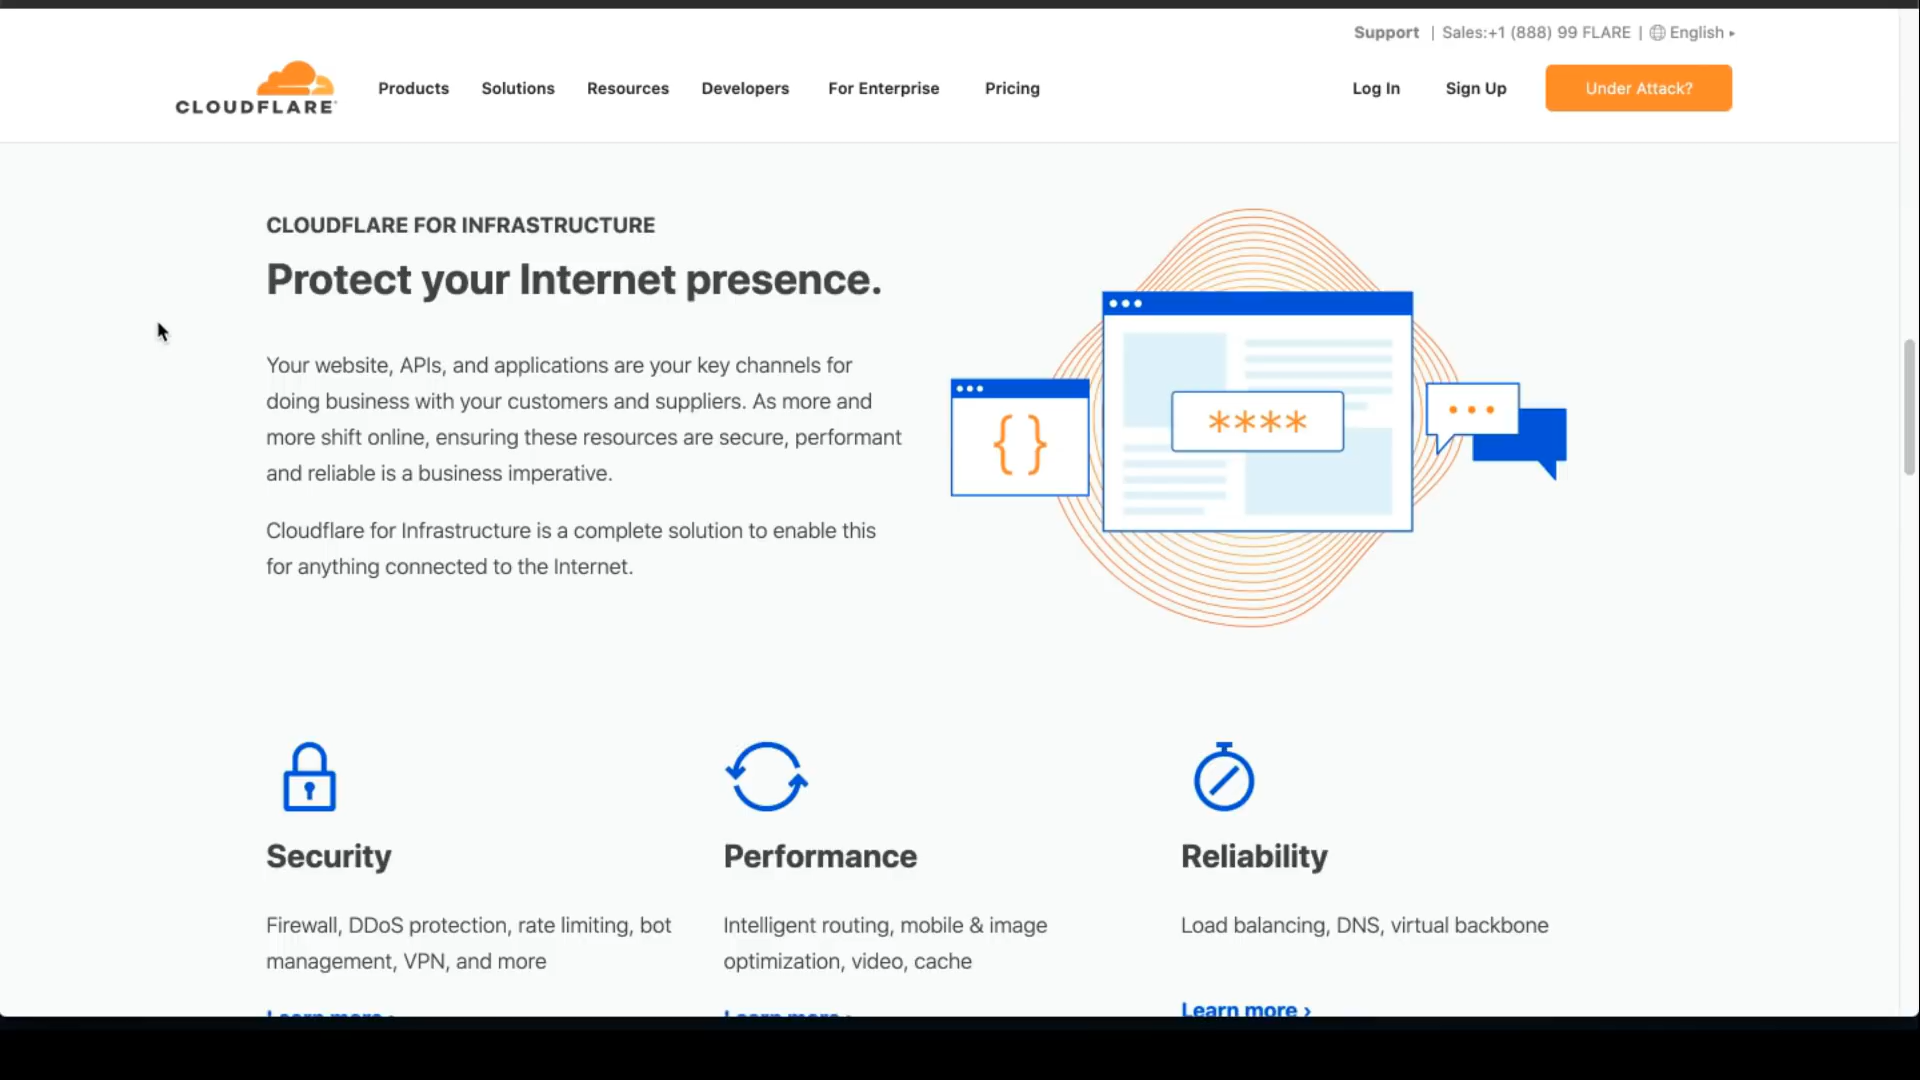 Support | Sales:+1 (888) 99 FLARE | English ▸
CLOUDFLARE
Products Solutions Resources Developers For Enterprise Pricing
Log In Sign Up Under Attack?
CLOUDFLARE FOR INFRASTRUCTURE
Protect your Internet presence.
Your website, APIs, and applications are your key channels for
doing business with your customers and suppliers. As more and
more shift online, ensuring these resources are secure, performant
and reliable is a business imperative.
Cloudflare for Infrastructure is a complete solution to enable this
for anything connected to the Internet.
{ }
****
Security
Firewall, DDoS protection, rate limiting, bot
management, VPN, and more
Learn more ›
Performance
Intelligent routing, mobile & image
optimization, video, cache
Learn more ›
Reliability
Load balancing, DNS, virtual backbone
Learn more ›